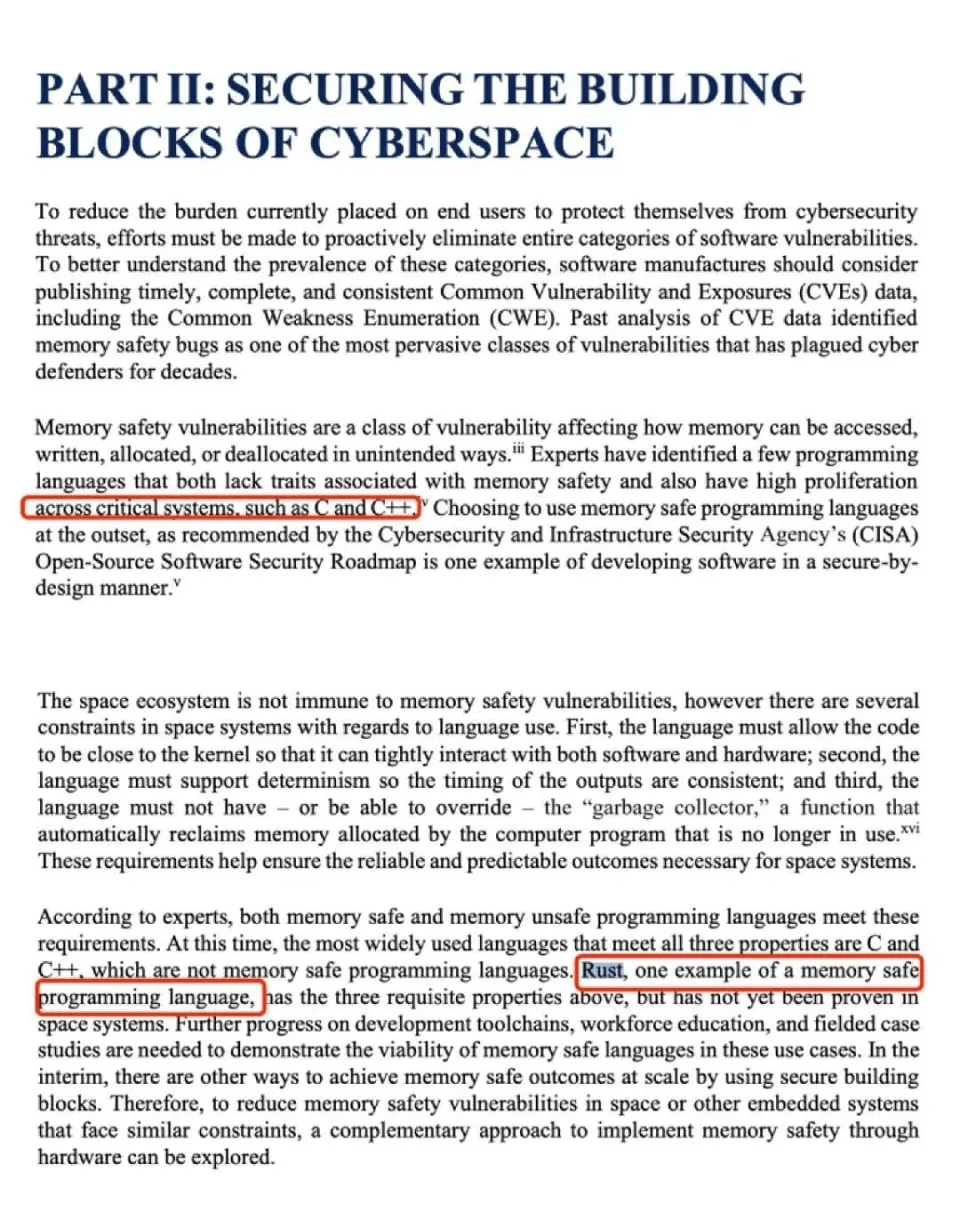 PART II: SECURING THE BUILDING
BLOCKS OF CYBERSPACE
To reduce the burden currently placed on end users to protect themselves from cybersecurity
threats, efforts must be made to proactively eliminate entire categories of software vulnerabilities.
To better understand the prevalence of these categories, software manufactures should consider
publishing timely, complete, and consistent Common Vulnerability and Exposures (CVEs) data,
including the Common Weakness Enumeration (CWE). Past analysis of CVE data identified
memory safety bugs as one of the most pervasive classes of vulnerabilities that has plagued cyber
defenders for decades.
Memory safety vulnerabilities are a class of vulnerability affecting how memory can be accessed,
written, allocated, or deallocated in unintended ways.iii Experts have identified a few programming
languages that both lack traits associated with memory safety and also have high proliferation
across critical systems, such as C and C++.v Choosing to use memory safe programming languages
at the outset, as recommended by the Cybersecurity and Infrastructure Security Agency's (CISA)
Open-Source Software Security Roadmap is one example of developing software in a secure-by-
design manner.v
The space ecosystem is not immune to memory safety vulnerabilities, however there are several
constraints in space systems with regards to language use. First, the language must allow the code
to be close to the kernel so that it can tightly interact with both software and hardware; second, the
language must support determinism so the timing of the outputs are consistent; and third, the
language must not have – or be able to override – the “garbage collector,” a function that
automatically reclaims memory allocated by the computer program that is no longer in use.xvi
These requirements help ensure the reliable and predictable outcomes necessary for space systems.
According to experts, both memory safe and memory unsafe programming languages meet these
requirements. At this time, the most widely used languages that meet all three properties are C and
C++, which are not memory safe programming languages. Rust, one example of a memory safe
programming language, has the three requisite properties above, but has not yet been proven in
space systems. Further progress on development toolchains, workforce education, and fielded case
studies are needed to demonstrate the viability of memory safe languages in these use cases. In the
interim, there are other ways to achieve memory safe outcomes at scale by using secure building
blocks. Therefore, to reduce memory safety vulnerabilities in space or other embedded systems
that face similar constraints, a complementary approach to implement memory safety through
hardware can be explored.